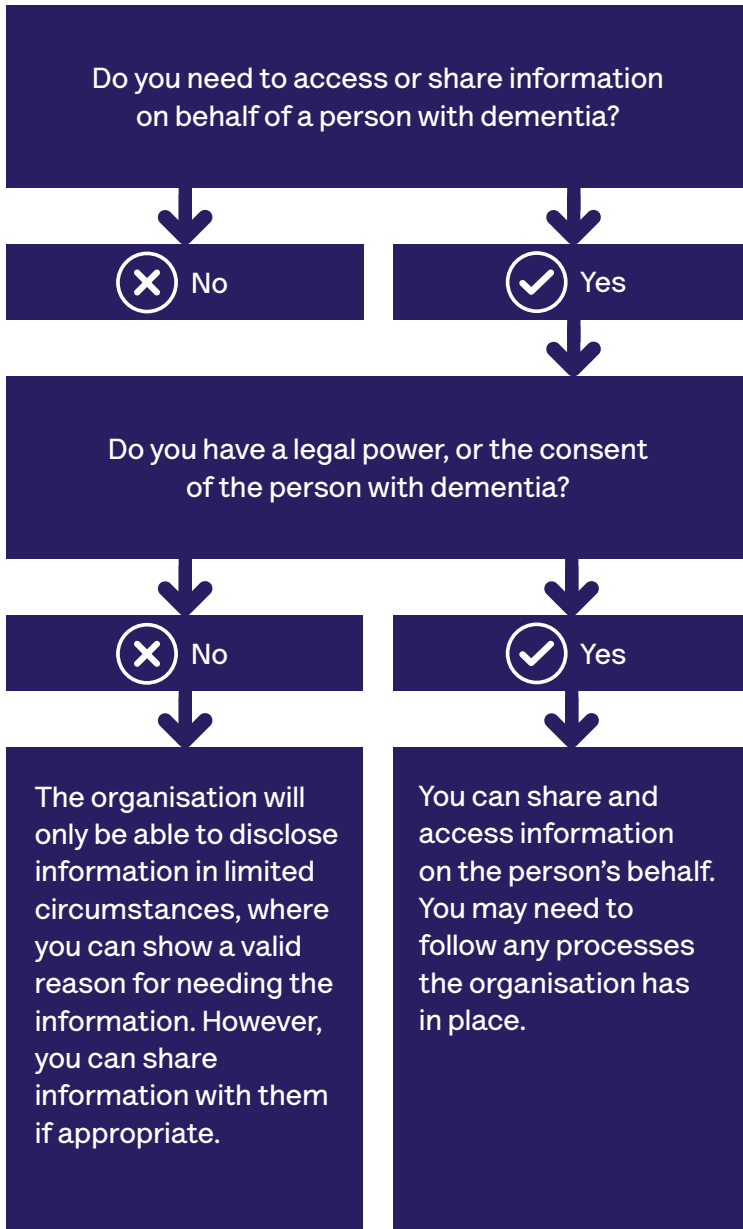 Do you need to access or share information
on behalf of a person with dementia?
No
Yes
Do you have a legal power, or the consent
of the person with dementia?
No
Yes
The organisation will
only be able to disclose
information in limited
circumstances, where
you can show a valid
reason for needing the
information. However,
you can share
information with them
if appropriate.
You can share and
access information
on the person’s behalf.
You may need to
follow any processes
the organisation has
in place.